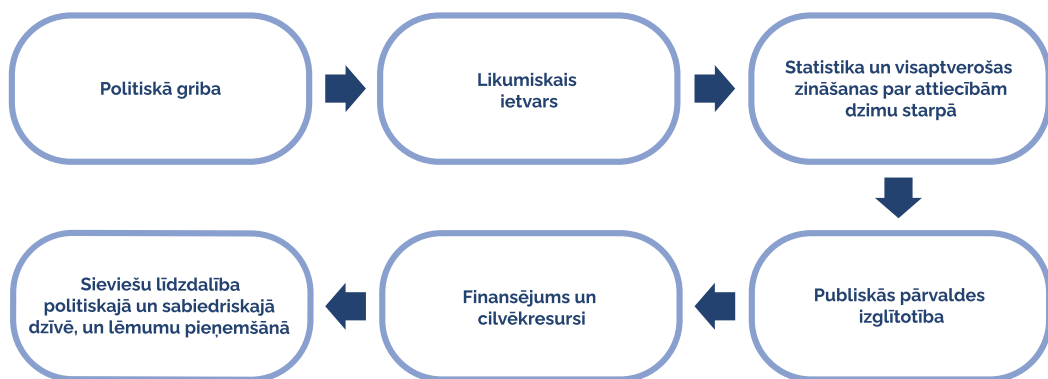 Politiskā griba
Likumiskais
ietvars
Statistika un visaptverošas
zināšanas par attiecībām
dzimu starpā
Publiskās pārvaldes
izglītotība
Finansējums un
cilvēkresursi
Sieviešu līdzdalība
politiskajā un sabiedriskajā
dzīvē, un lēmumu pieņemšānā